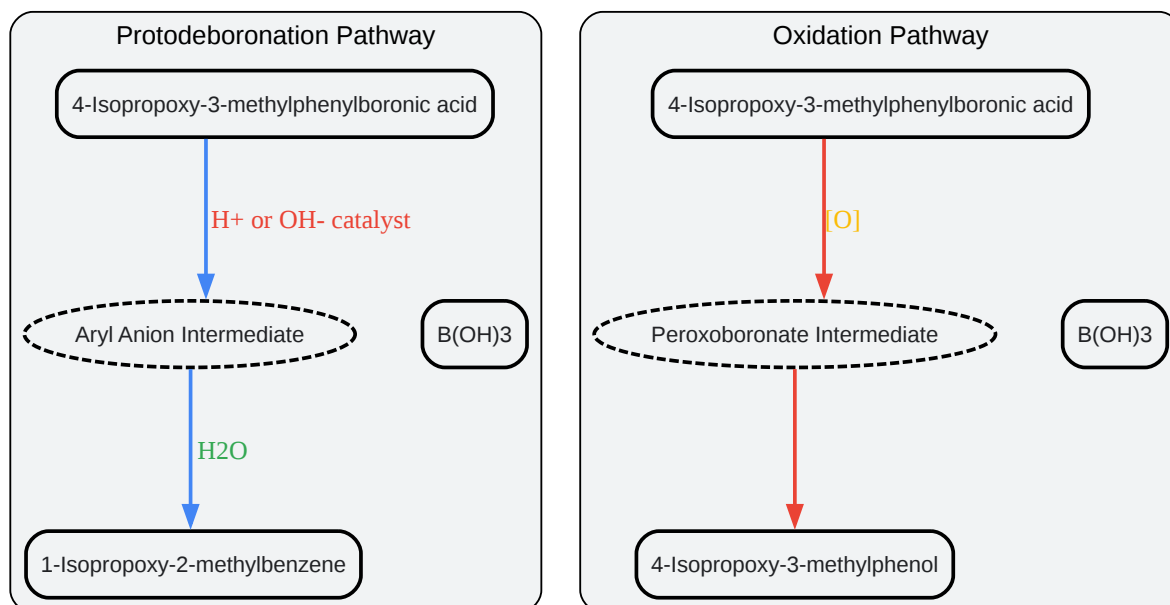 Protodeboronation Pathway
4-Isopropoxy-3-methylphenylboronic acid
H+ or OH- catalyst
Aryl Anion Intermediate
B(OH)3
H2O
1-Isopropoxy-2-methylbenzene
Oxidation Pathway
4-Isopropoxy-3-methylphenylboronic acid
[O]
Peroxoboronate Intermediate
B(OH)3
4-Isopropoxy-3-methylphenol